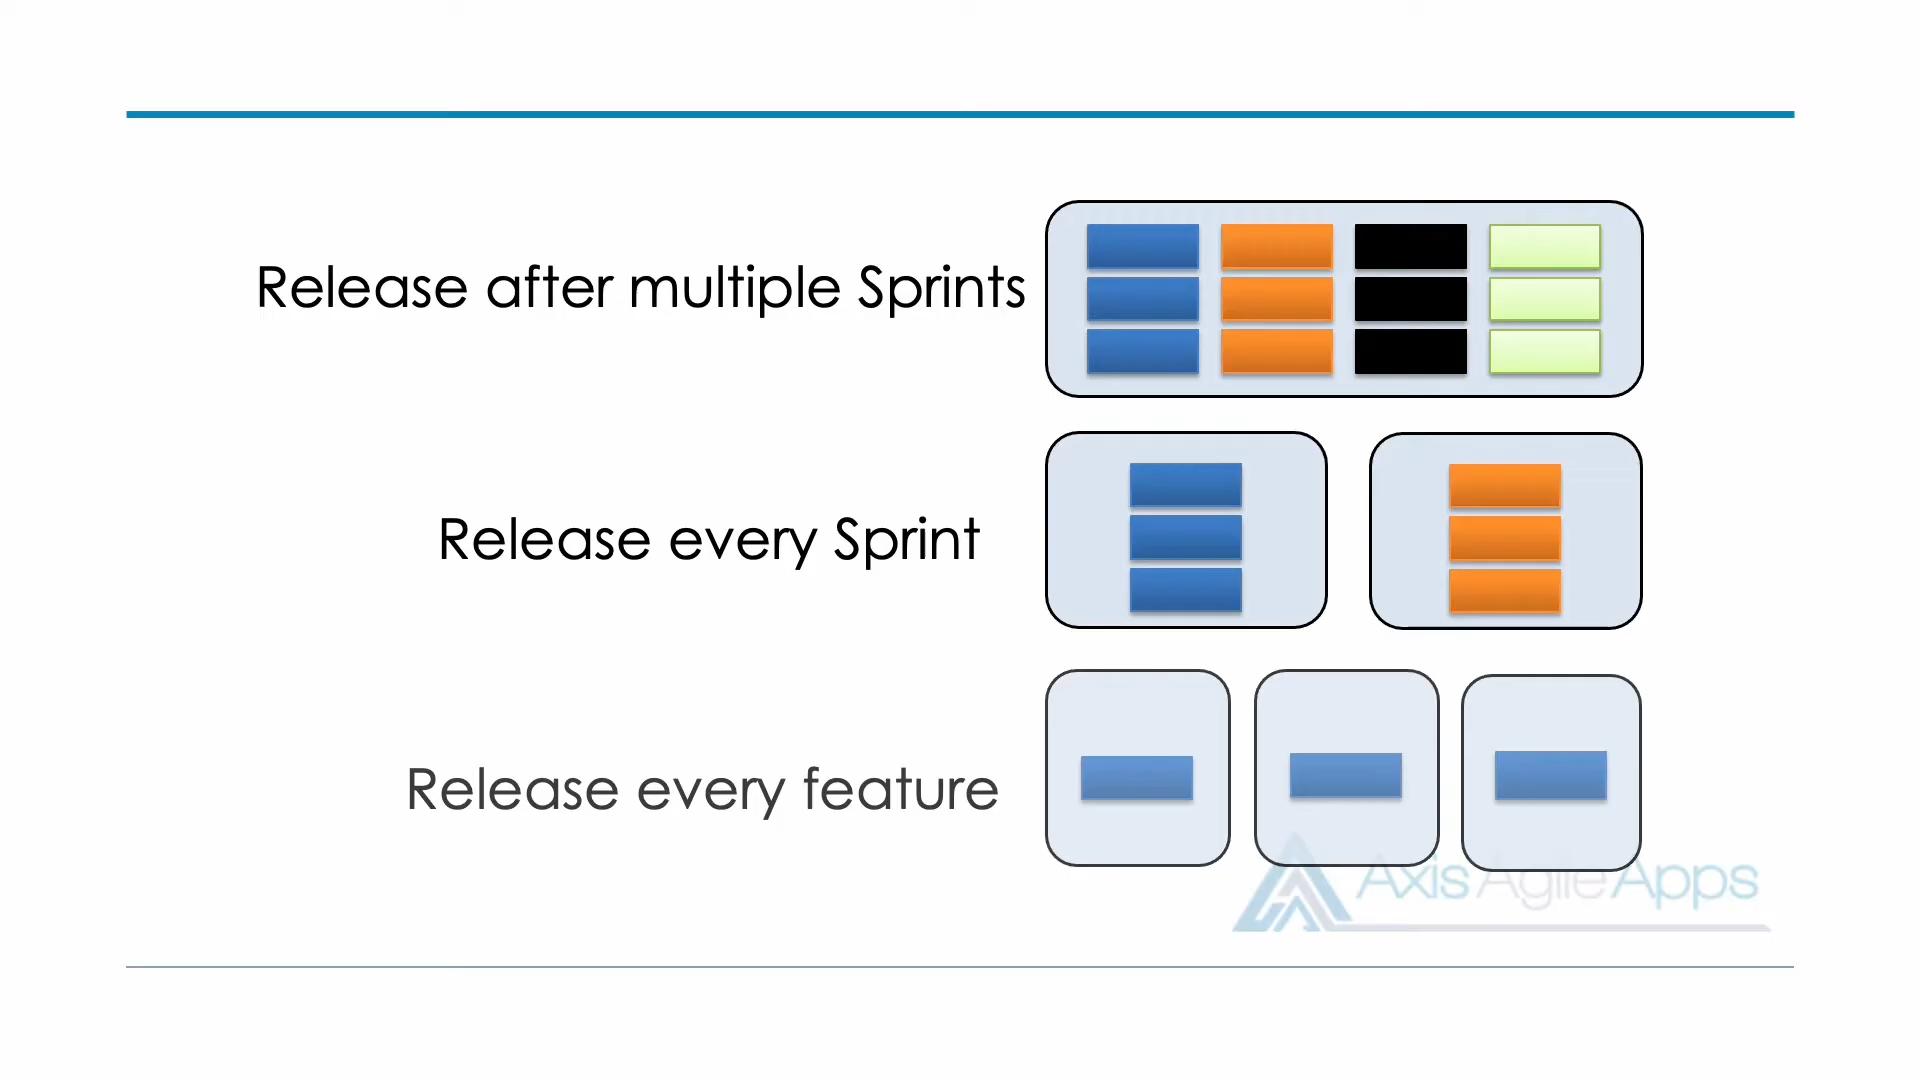 Release after multiple Sprints
Release every Sprint
Release every feature
Axis Agile Apps